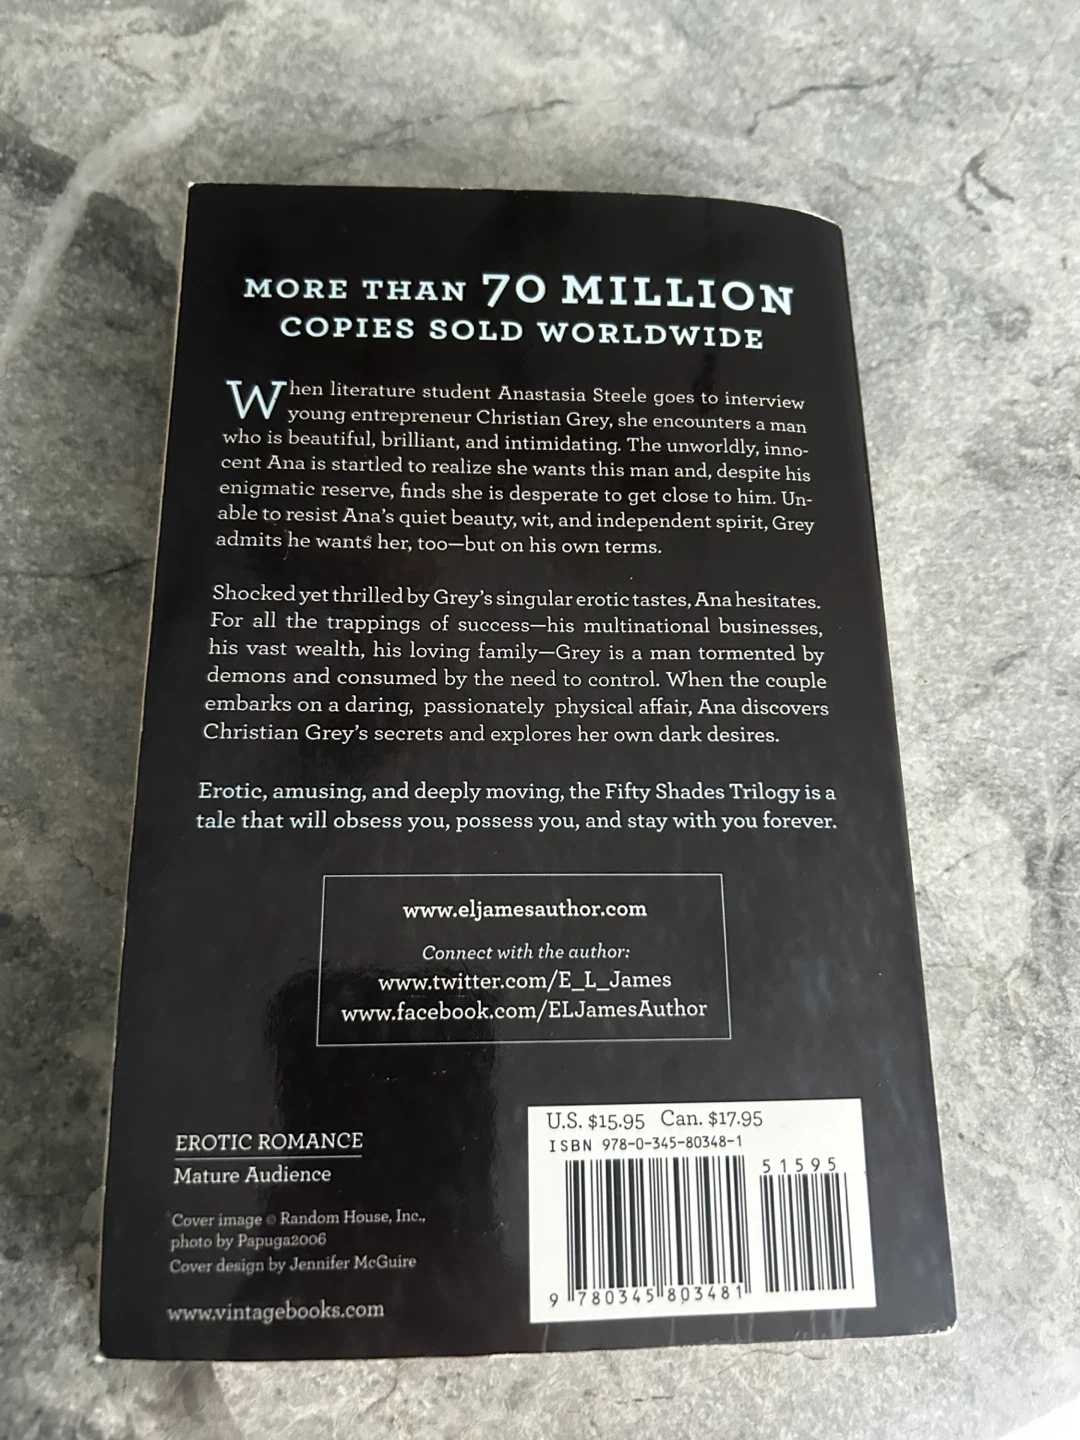 MORE THAN 70 MILLION
COPIES SOLD WORLDWIDE
When literature student Anastasia Steele goes to interview
young entrepreneur Christian Grey, she encounters a man
who is beautiful, brilliant, and intimidating. The unworldly, inno-
cent Ana is startled to realize she wants this man and, despite his
enigmatic reserve, finds she is desperate to get close to him. Un-
able to resist Ana's quiet beauty, wit, and independent spirit, Grey
admits he wants her, too—but on his own terms.
Shocked yet thrilled by Grey's singular erotic tastes, Ana hesitates.
For all the trappings of success—his multinational businesses,
his vast wealth, his loving family—Grey is a man tormented by
demons and consumed by the need to control. When the couple
embarks on a daring, passionately physical affair, Ana discovers
Christian Grey's secrets and explores her own dark desires.
Erotic, amusing, and deeply moving, the Fifty Shades Trilogy is a
tale that will obsess you, possess you, and stay with you forever.
www.eljamesauthor.com
Connect with the author:
www.twitter.com/E_L_James
www.facebook.com/ELJamesAuthor
EROTIC ROMANCE
Mature Audience
Cover image © Random House, Inc.,
photo by Papuga2006
Cover design by Jennifer McGuire
www.vintagebooks.com
U.S. $15.95 Can. $17.95
ISBN 978-0-345-80348-1
51595
9 780345 803481